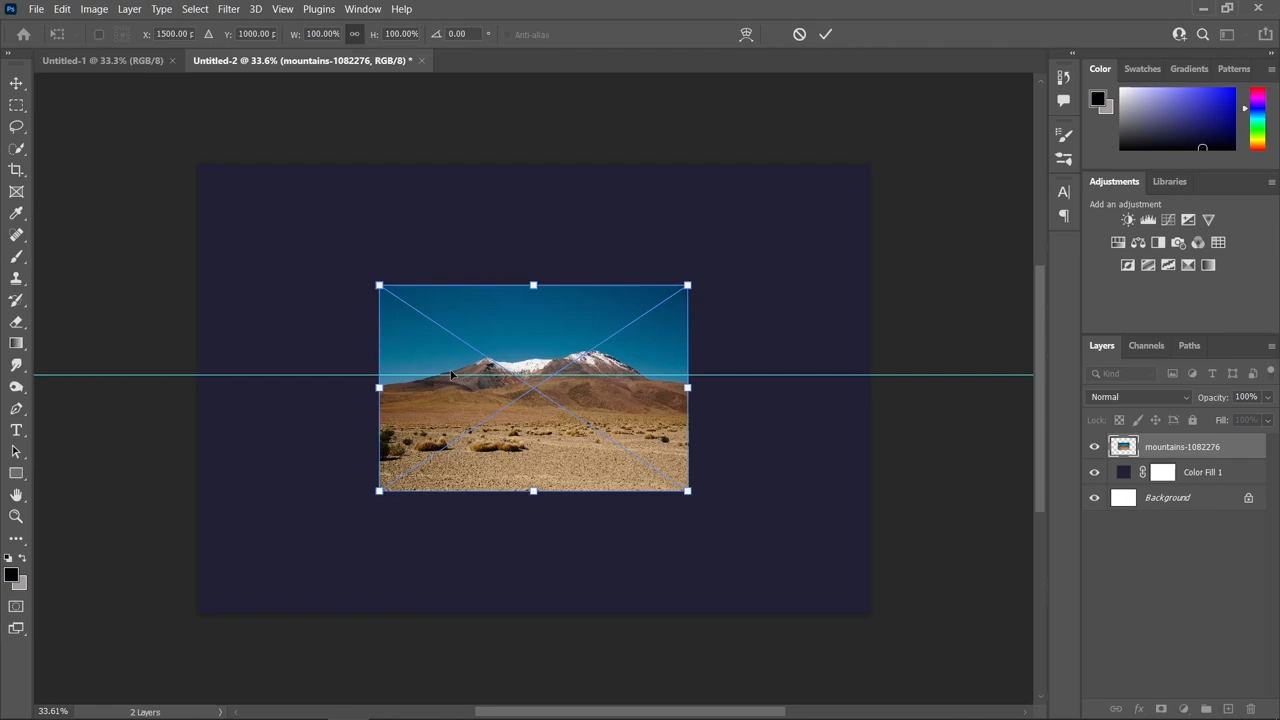 Ps File Edit Image Layer Type Select Filter 3D View Plugins Window Help
X: 1500.00 p Y: 1000.00 p W: 100.00% H: 100.00% 0.00 ° Anti-alias
Untitled-1 @ 33.3% (RGB/8) × Untitled-2 @ 33.6% (mountains-1082276, RGB/8) * ×
Color Swatches Gradients Patterns
Adjustments Libraries
Add an adjustment
Layers Channels Paths
Kind
Normal Opacity: 100%
Lock: Fill: 100%
mountains-1082276
Color Fill 1
Background
33.61% 2 Layers